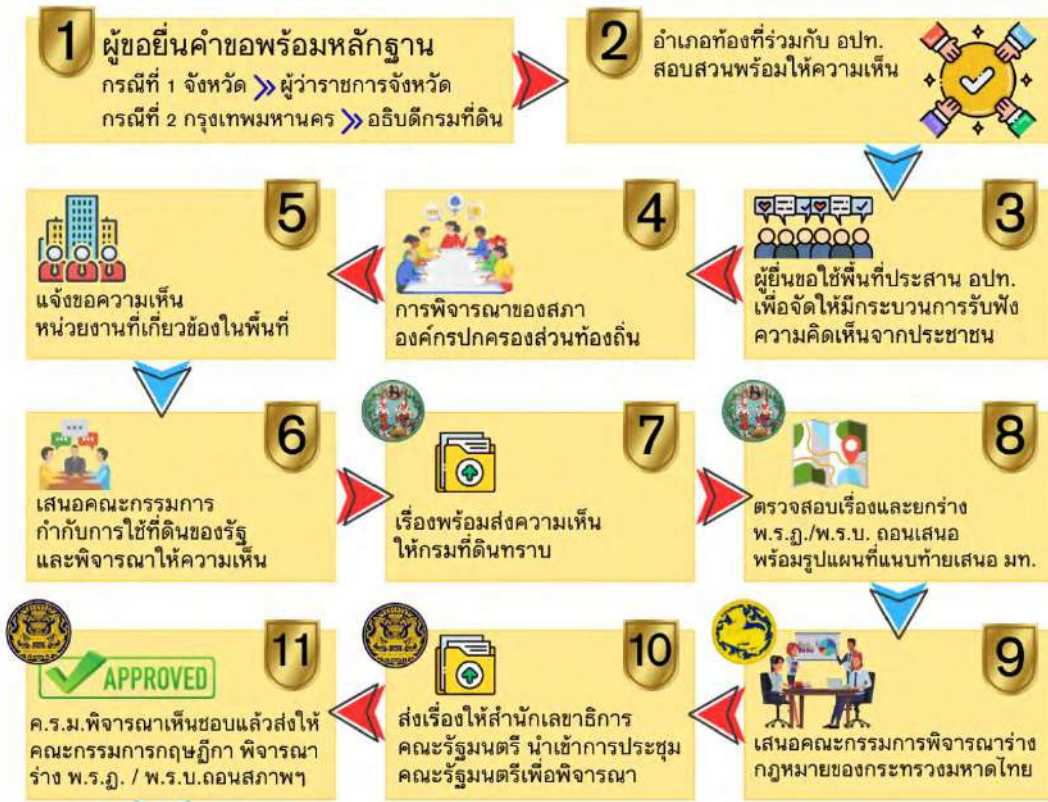 1
ผู้ขอยื่นคำขอพร้อมหลักฐาน
กรณีที่ 1 จังหวัด >> ผู้ว่าราชการจังหวัด
กรณีที่ 2 กรุงเทพมหานคร >> อธิบดีกรมที่ดิน
2
อำเภอท้องที่ร่วมกับ อปท.
สอบสวนพร้อมให้ความเห็น
3
ผู้ยื่นขอใช้พื้นที่ประสาน อปท.
เพื่อจัดให้มีกระบวนการรับฟัง
ความคิดเห็นจากประชาชน
4
การพิจารณาของสภา
องค์กรปกครองส่วนท้องถิ่น
5
แจ้งขอความเห็น
หน่วยงานที่เกี่ยวข้องในพื้นที่
6
เสนอคณะกรรมการ
กำกับการใช้ที่ดินของรัฐ
และพิจารณาให้ความเห็น
7
เรื่องพร้อมส่งความเห็น
ให้กรมที่ดินทราบ
8
ตรวจสอบเรื่องและยกร่าง
พ.ร.ฎ./พ.ร.บ. ถอนเสนอ
พร้อมรูปแผนที่แนบท้ายเสนอ มท.
9
เสนอคณะกรรมการพิจารณาร่าง
กฎหมายของกระทรวงมหาดไทย
10
ส่งเรื่องให้สำนักเลขาธิการ
คณะรัฐมนตรี นำเข้าการประชุม
คณะรัฐมนตรีเพื่อพิจารณา
11
APPROVED
ค.ร.ม.พิจารณาเห็นชอบแล้วส่งให้
คณะกรรมการกฤษฎีกา พิจารณา
ร่าง พ.ร.ฎ. / พ.ร.บ.ถอนสภาพฯ